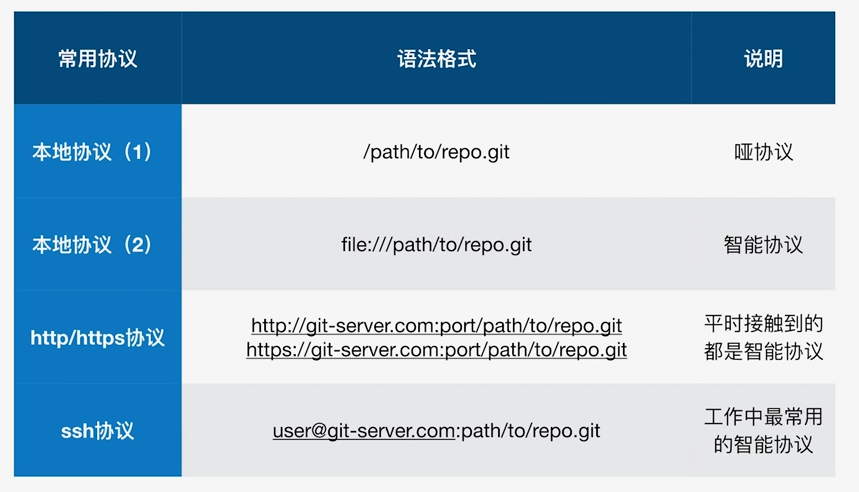 常用协议 语法格式 说明
本地协议（1） /path/to/repo.git 哑协议
本地协议（2） file:///path/to/repo.git 智能协议
http/https协议
http://git-server.com:port/path/to/repo.git
https://git-server.com:port/path/to/repo.git
平时接触到的
都是智能协议
ssh协议
user@git-server.com:path/to/repo.git
工作中最常用
的智能协议